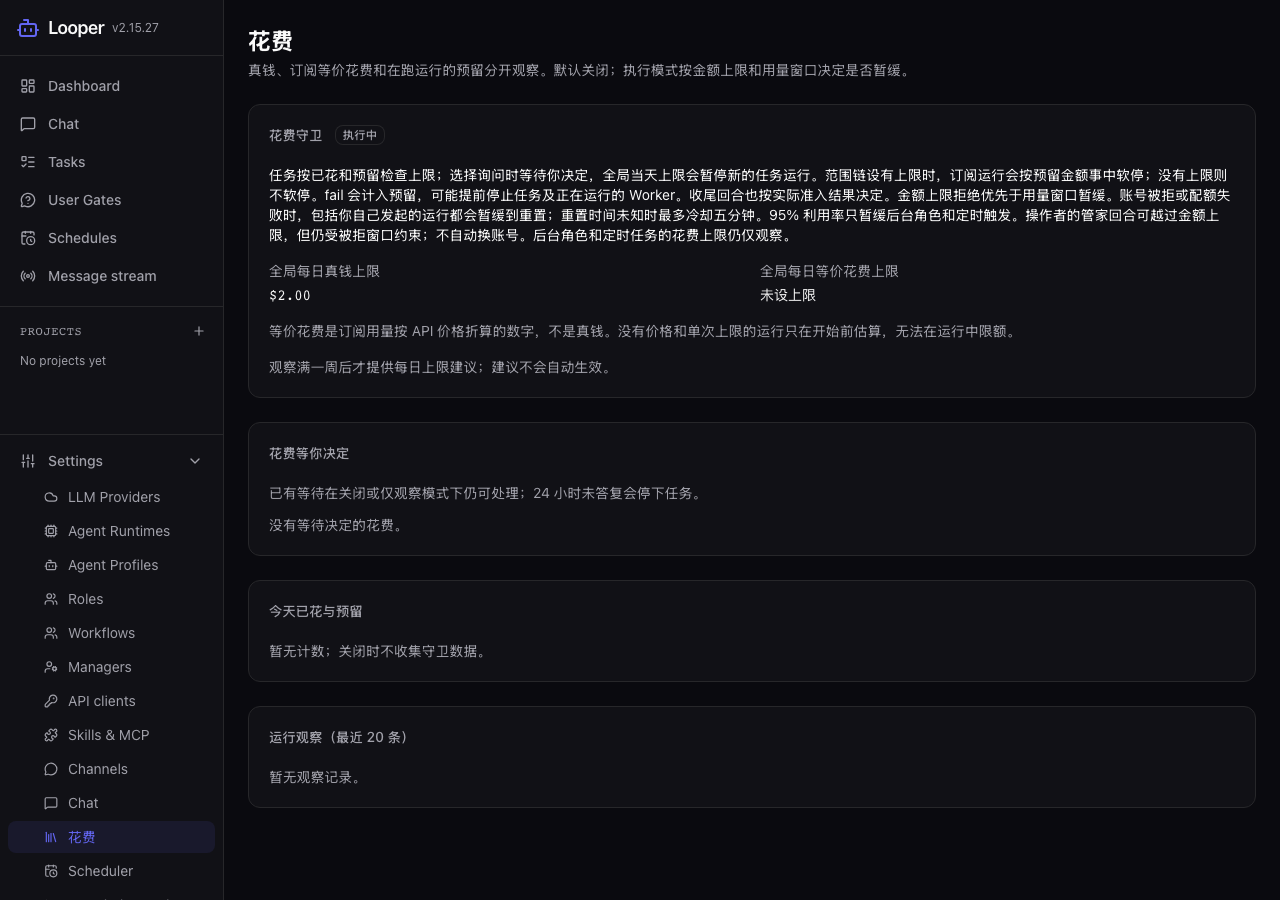 Looper v2.15.27
Dashboard
Chat
Tasks
User Gates
Schedules
Message stream
PROJECTS
No projects yet
Settings
LLM Providers
Agent Runtimes
Agent Profiles
Roles
Workflows
Managers
API clients
Skills & MCP
Channels
Chat
花费
Scheduler
花费
真钱、订阅等价花费和在跑运行的预留分开观察。默认关闭；执行模式按金额上限和用量窗口决定是否暂缓。
花费守卫 执行中
任务按已花和预留检查上限；选择询问时等待你决定，全局当天上限会暂停新的任务运行。范围链设有上限时，订阅运行会按预留金额事中软停；没有上限则
不软停。fail 会计入预留，可能提前停止任务及正在运行的 Worker。收尾回合也按实际准入结果决定。金额上限拒绝优先于用量窗口暂缓。账号被拒或配额失
败时，包括你自己发起的运行都会暂缓到重置；重置时间未知时最多冷却五分钟。95% 利用率只暂缓后台角色和定时触发。操作者的管家回合可越过金额上
限，但仍受被拒窗口约束；不自动换账号。后台角色和定时任务的花费上限仍仅观察。
全局每日真钱上限
$2.00
全局每日等价花费上限
未设上限
等价花费是订阅用量按 API 价格折算的数字，不是真钱。没有价格和单次上限的运行只在开始前估算，无法在运行中限额。
观察满一周后才提供每日上限建议；建议不会自动生效。
花费等你决定
已有等待在关闭或仅观察模式下仍可处理；24 小时未答复会停下任务。
没有等待决定的花费。
今天已花与预留
暂无计数；关闭时不收集守卫数据。
运行观察（最近 20 条）
暂无观察记录。